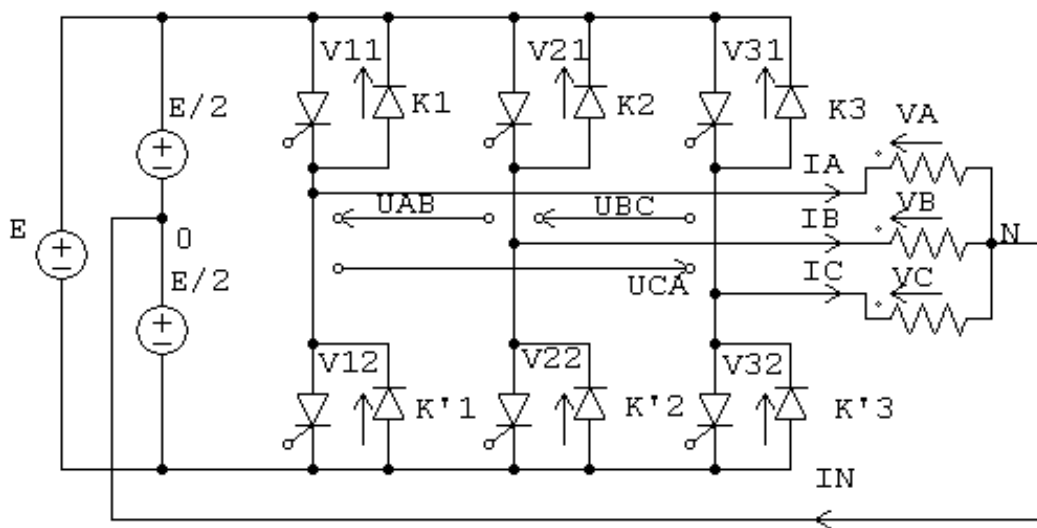 V11
V21
V31
E/2
K1
K2
K3
VA
IA
UAB
UBC
IB
VB
N
E
0
E/2
UCA
IC
VC
V12
V22
V32
K'1
K'2
K'3
IN